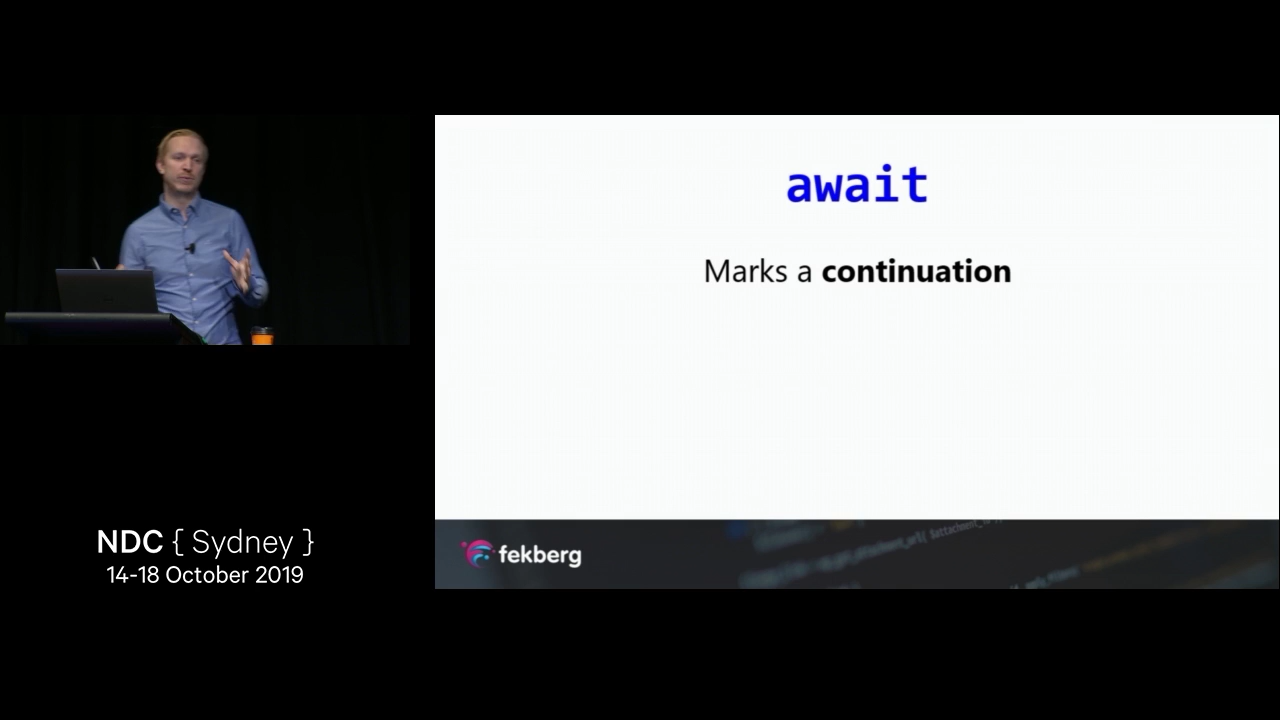 await
Marks a continuation
NDC { Sydney }
14-18 October 2019
fekberg